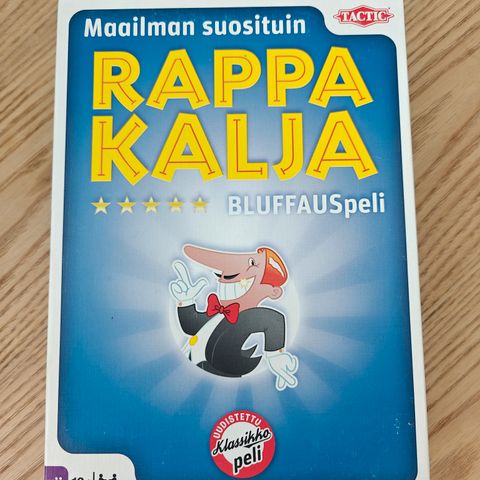 TACTIC
Maailman suosituin
RAPPA
KALJA
BLUFFAUSpeli
UUDISTETTU
Klassikko
peli